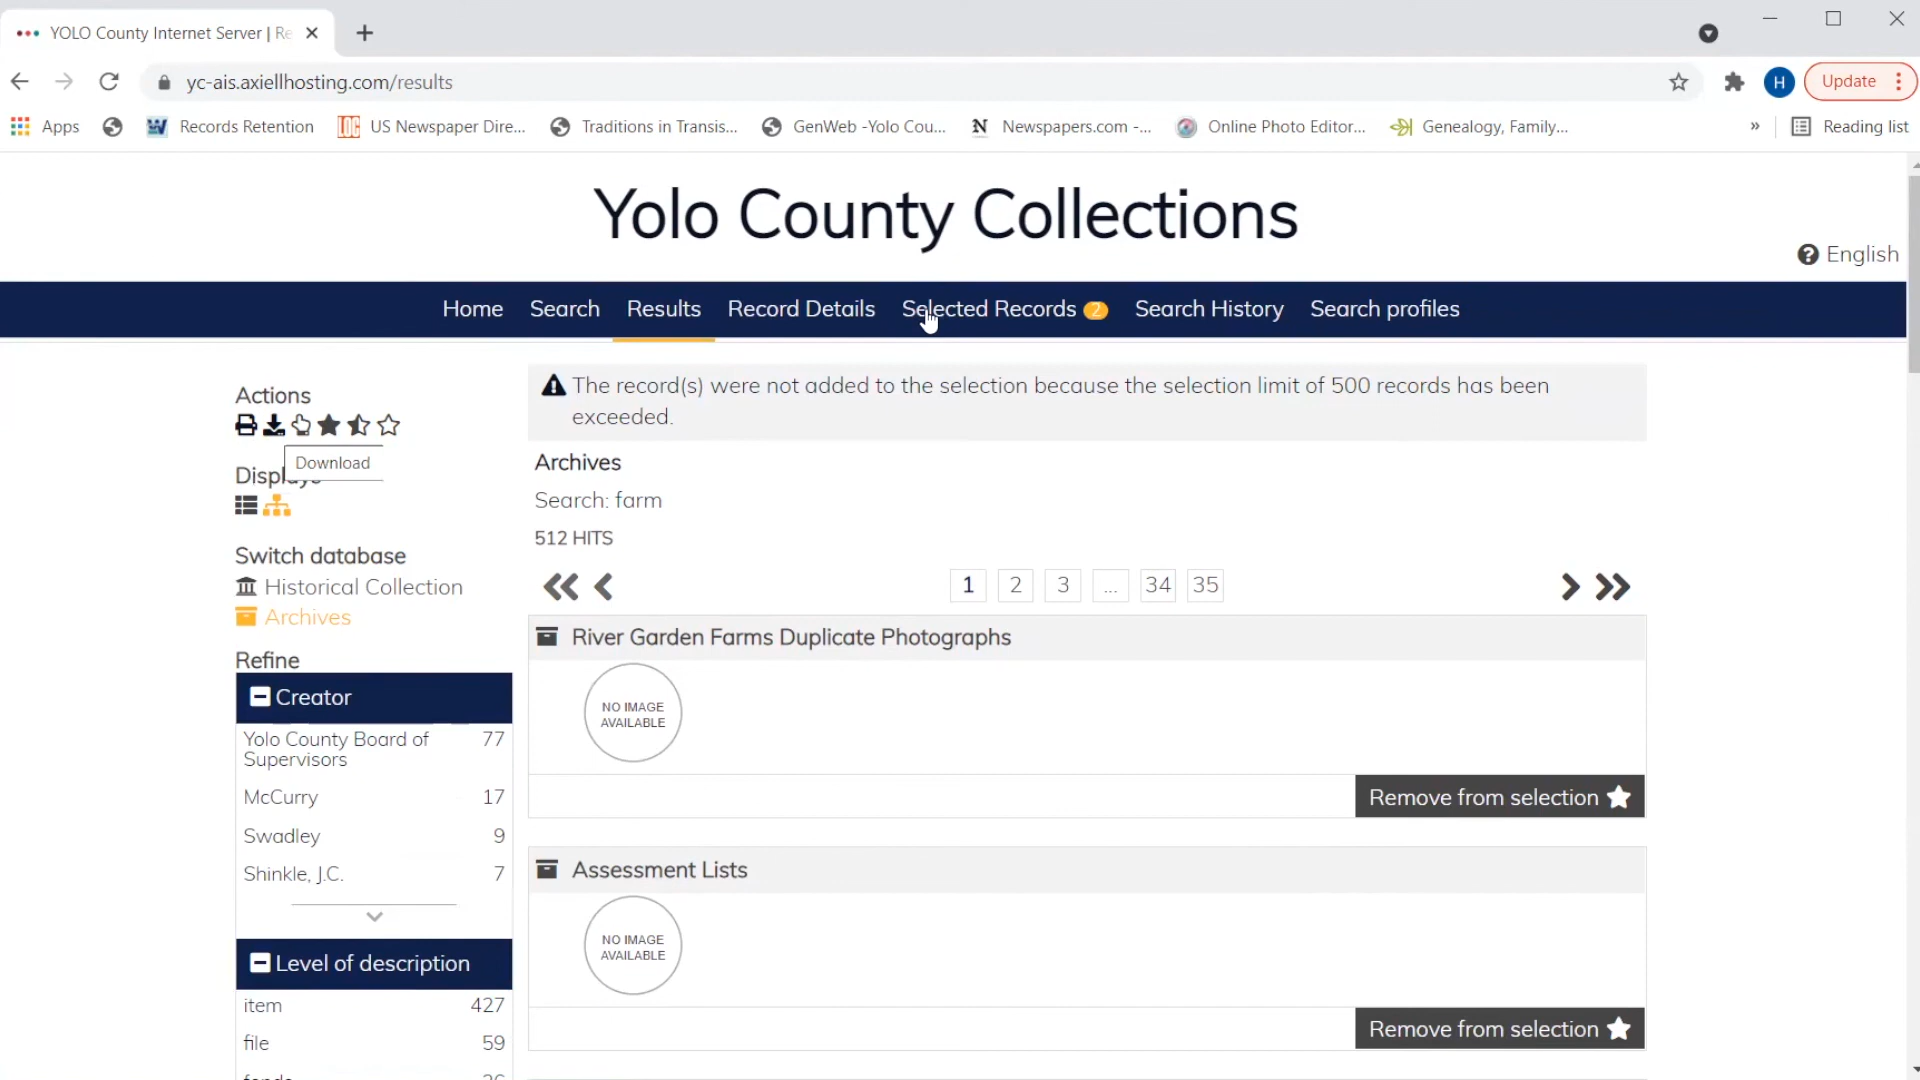 YOLO County Internet Server | Re
yc-ais.axiellhosting.com/results
H
Update
Apps
Records Retention
US Newspaper Dire...
Traditions in Transis...
GenWeb -Yolo Cou...
N
Newspapers.com -...
Online Photo Editor...
Genealogy, Family,...
»
Reading list
Yolo County Collections
English
Home
Search
Results
Record Details
Selected Records 2
Search History
Search profiles
Actions
Download
Displays
Switch database
Historical Collection
Archives
Refine
Creator
Yolo County Board of Supervisors 77
McCurry 17
Swadley 9
Shinkle, J.C. 7
Level of description
item 427
file 59
The record(s) were not added to the selection because the selection limit of 500 records has been
exceeded.
Archives
Search: farm
512 HITS
1 2 3 ... 34 35
River Garden Farms Duplicate Photographs
NO IMAGE
AVAILABLE
Remove from selection
Assessment Lists
NO IMAGE
AVAILABLE
Remove from selection